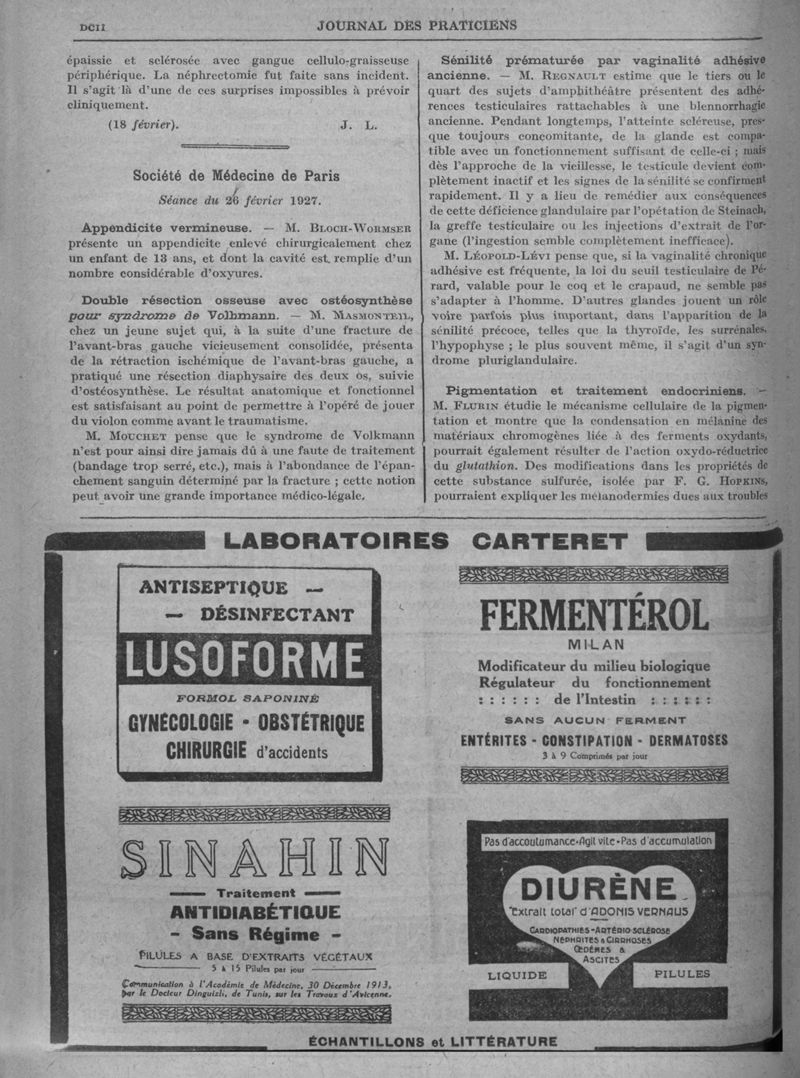 DCII
JOURNAL DES PRATICIENS
épaissie et sclérosée avec gangue cellulo-graisseuse
périphérique. La néphrectomie fut faite sans incident.
Il s'agit là d'une de ces surprises impossibles à prévoir
cliniquement.
(18 février). J. L.
Société de Médecine de Paris
Séance du 26 février 1927.
Appendicite vermineuse. — M. BLOCH-WORMSER
présente un appendicite enlevé chirurgicalement chez
un enfant de 13 ans, et dont la cavité est remplie d'un
nombre considérable d'oxyures.
Double résection osseuse avec ostéosynthèse
pour syndrome de Volbmann. — M. MASMONTEIL,
chez un jeune sujet qui, à la suite d'une fracture de
l'avant-bras gauche vicieusement consolidée, présenta
de la rétraction ischémique de l'avant-bras gauche, a
pratiqué une résection diaphysaire des deux os, suivie
d'ostéosynthèse. Le résultat anatomique et fonctionnel
est satisfaisant au point de permettre à l'opéré de jouer
du violon comme avant le traumatisme.
M. MOUCHET pense que le syndrome de Volkmann
n'est pour ainsi dire jamais dû à une faute de traitement
(bandage trop serré, etc.), mais à l'abondance de l'épan-
chement sanguin déterminé par la fracture ; cette notion
peut avoir une grande importance médico-légale.
Sénilité prématurée par vaginalité adhésive
ancienne. — M. REGNAULT estime que le tiers ou le
quart des sujets d'amphithéâtre présentent des adhé-
rences testiculaires rattachables à une blennorrhagie
ancienne. Pendant longtemps, l'atteinte scléreuse, pres-
que toujours concomitante, de la glande est compa-
tible avec un fonctionnement suffisant de celle-ci ; mais
dès l'approche de la vieillesse, le testicule devient com-
plètement inactif et les signes de la sénilité se confirment
rapidement. Il y a lieu de remédier aux conséquences
de cette déficience glandulaire par l'opétation de Steinach,
la greffe testiculaire ou les injections d'extrait de l'or-
gane (l'ingestion semble complètement inefficace).
M. LÉOPOLD-LÉVI pense que, si la vaginalité chronique
adhésive est fréquente, la loi du seuil testiculaire de Pé-
rard, valable pour le coq et le crapaud, ne semble pas
s'adapter à l'homme. D'autres glandes jouent un rôle
voire parfois plus important, dans l'apparition de la
sénilité précoce, telles que la thyroïde, les surrénales,
l'hypophyse ; le plus souvent même, il s'agit d'un syn-
drome pluriglandulaire.
Pigmentation et traitement endocriniens. —
M. FLURIN étudie le mécanisme cellulaire de la pigmen-
tation et montre que la condensation en mélanine des
matériaux chromogènes liée à des ferments oxydants,
pourrait également résulter de l'action oxydo-réductrice
du glutathion. Des modifications dans les propriétés de
cette substance sulfurée, isolée par F. G. HOPKINS,
pourraient expliquer les mélanodermies dues aux troubles
LABORATOIRES CARTERET
ANTISEPTIQUE —
— DÉSINFECTANT
LUSOFORME
FORMOL SAPONINÉ
GYNÉCOLOGIE - OBSTÉTRIQUE
CHIRURGIE d'accidents
FERMENTÉROL
MILAN
Modificateur du milieu biologique
Régulateur du fonctionnement
: : : : : : de l'Intestin : : : : : :
SANS AUCUN FERMENT
ENTÉRITES - CONSTIPATION - DERMATOSES
3 à 9 Comprimés par jour
SINAHIN
Traitement
ANTIDIABÉTIQUE
- Sans Régime -
PILULES A BASE D'EXTRAITS VÉGÉTAUX
5 à 15 Pilules par jour
Communication à l'Académie de Médecine, 30 Décembre 1913,
par le Docteur Dinguizli, de Tunis, sur les Travaux d'Avicenne.
Pas d'accoutumance-Agit vite-Pas d'accumulation
DIURÈNE
"Extrait total" d'ADONIS VERNALIS
CARDIOPATHIES-ARTÉRIO-SCLÉROSE
NÉPHRITES & CIRRHOSES
ŒDÈMES &
ASCITES
LIQUIDE
PILULES
ÉCHANTILLONS et LITTÉRATURE